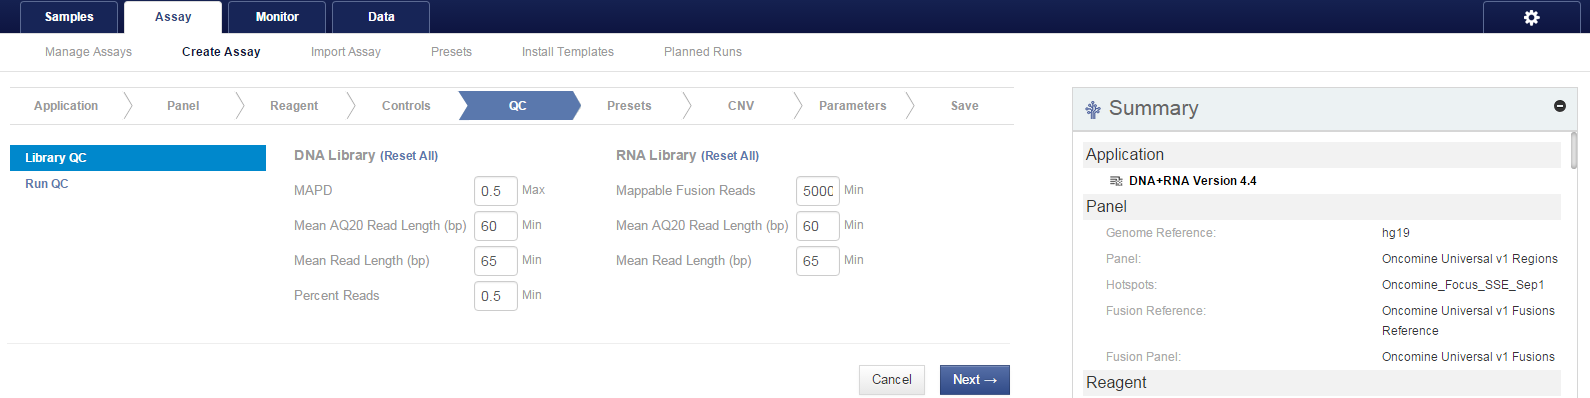 Samples Assay Monitor Data
Manage Assays Create Assay Import Assay Presets Install Templates Planned Runs
Application Panel Reagent Controls QC Presets CNV Parameters Save
Library QC
Run QC
DNA Library (Reset All)
MAPD 0.5 Max
Mean AQ20 Read Length (bp) 60 Min
Mean Read Length (bp) 65 Min
Percent Reads 0.5 Min
RNA Library (Reset All)
Mappable Fusion Reads 5000 Min
Mean AQ20 Read Length (bp) 60 Min
Mean Read Length (bp) 65 Min
Cancel Next →
Summary
Application
DNA+RNA Version 4.4
Panel
Genome Reference: hg19
Panel: Oncomine Universal v1 Regions
Hotspots: Oncomine_Focus_SSE_Sep1
Fusion Reference: Oncomine Universal v1 Fusions
Reference
Fusion Panel: Oncomine Universal v1 Fusions
Reagent